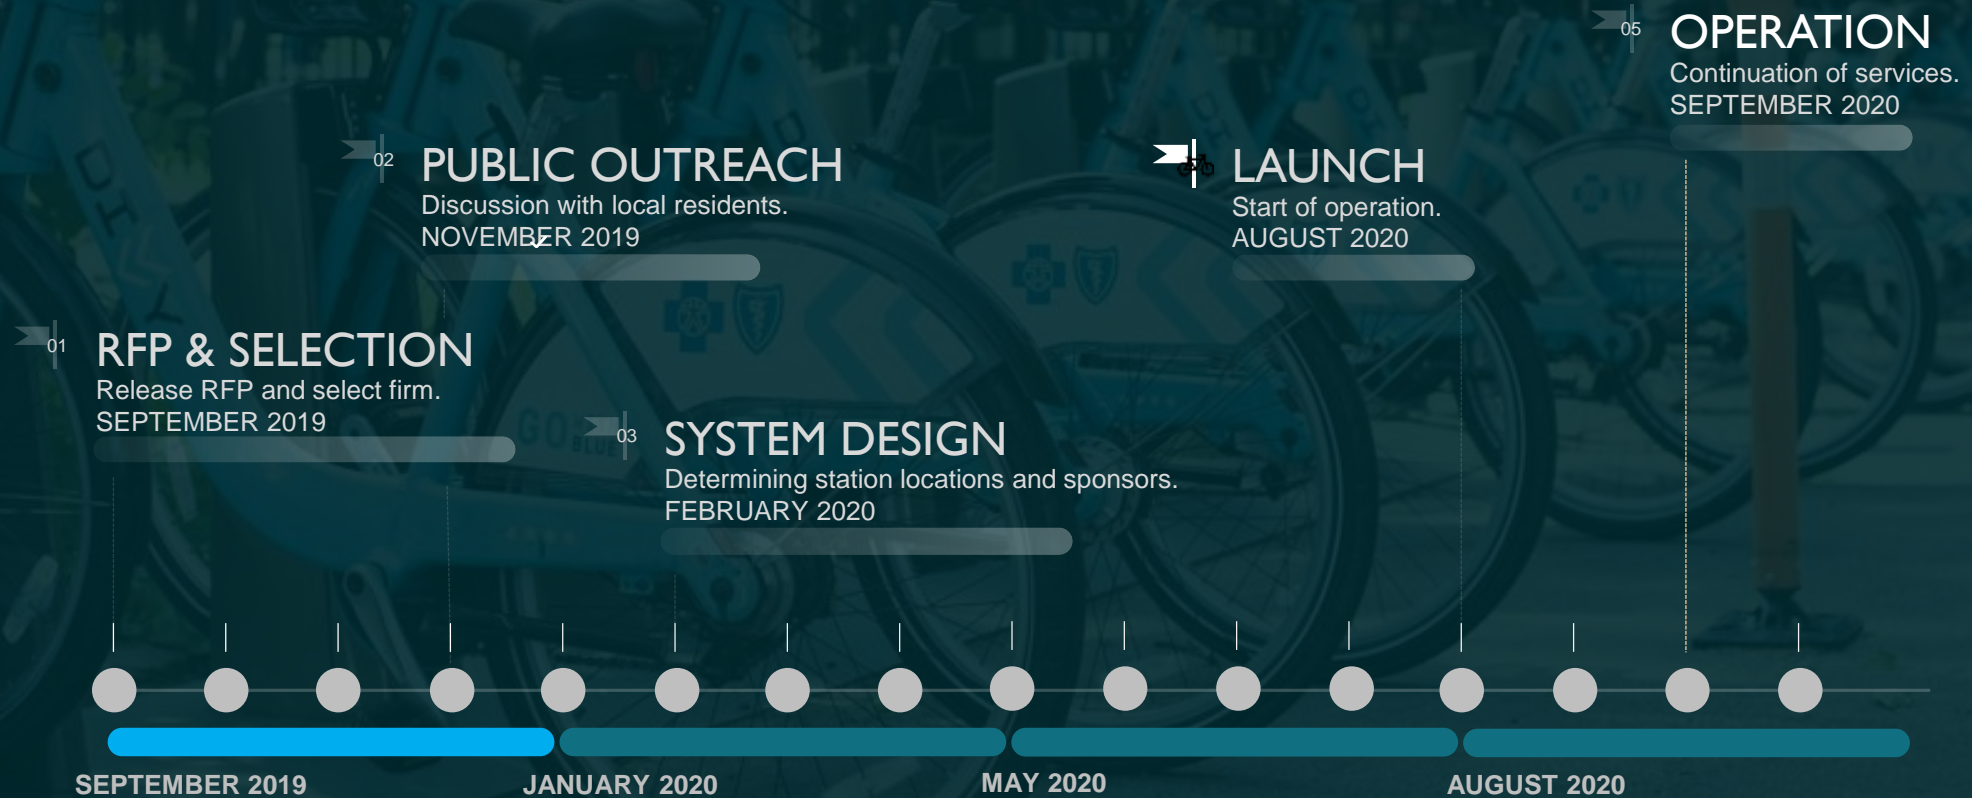 05
OPERATION
Continuation of services.
SEPTEMBER 2020
02
PUBLIC OUTREACH
Discussion with local residents.
NOVEMBER 2019
LAUNCH
Start of operation.
AUGUST 2020
01
RFP & SELECTION
Release RFP and select firm.
SEPTEMBER 2019
03
SYSTEM DESIGN
Determining station locations and sponsors.
FEBRUARY 2020
GO
BLUE
SEPTEMBER 2019
JANUARY 2020
MAY 2020
AUGUST 2020